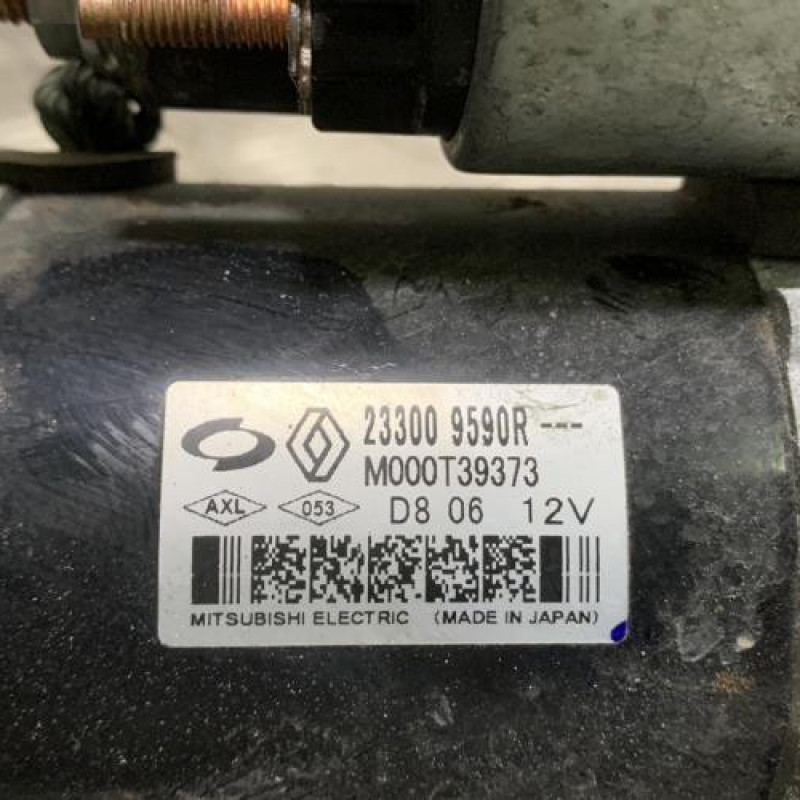 23300 9590R ---
M000T39373
AXL 053 D8 06 12V
MITSUBISHI ELECTRIC (MADE IN JAPAN)